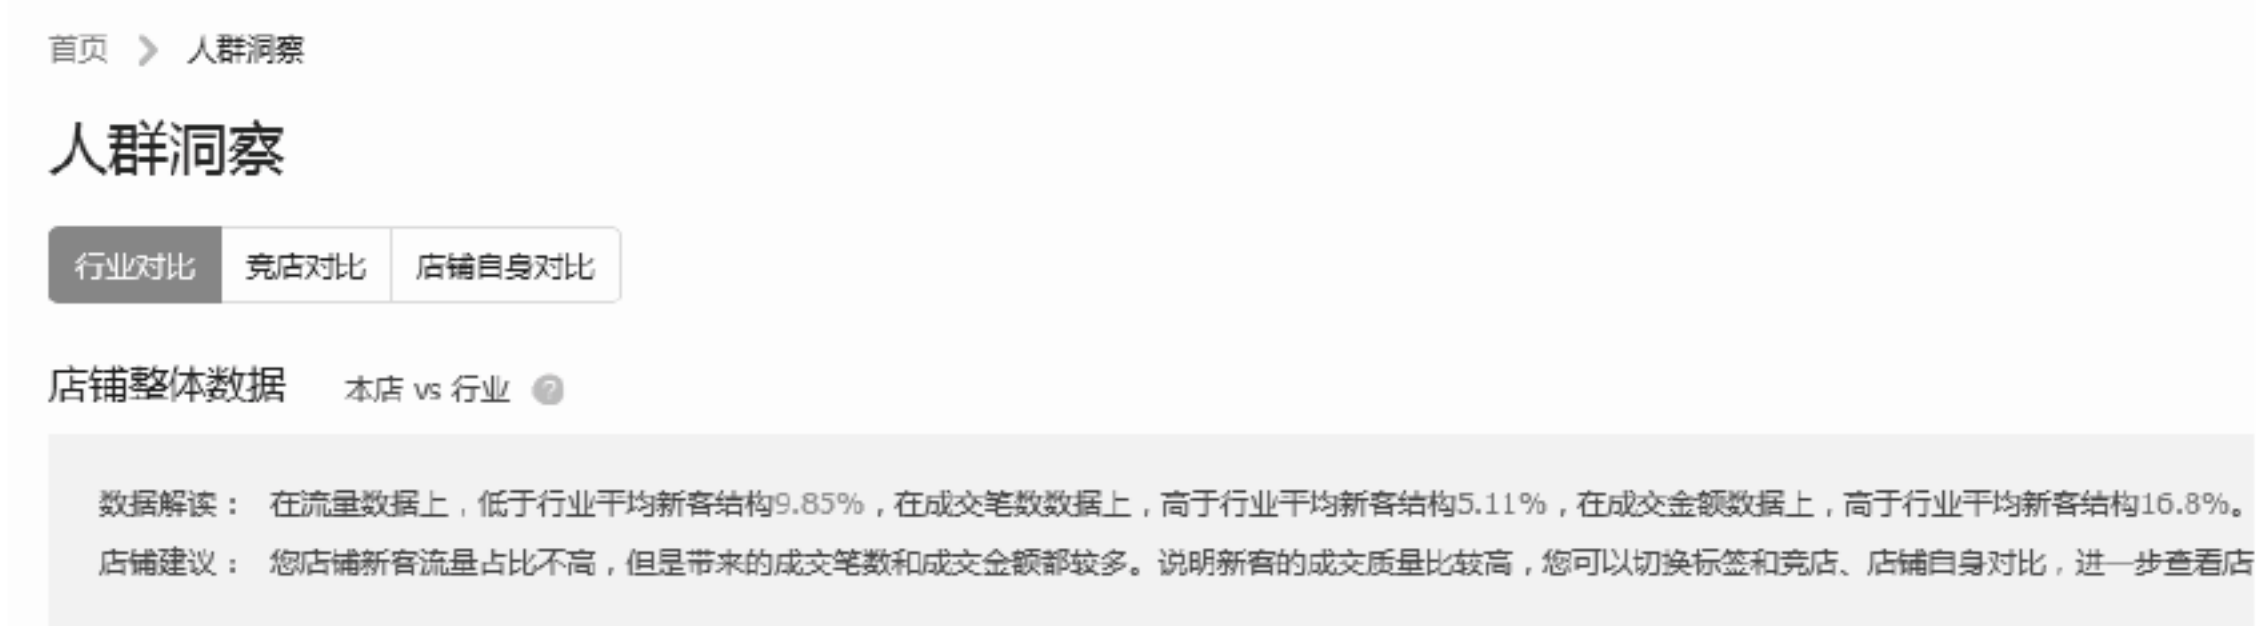 首页 > 人群洞察
人群洞察
行业对比 竞店对比 店铺自身对比
店铺整体数据 本店 vs 行业 ?
数据解读： 在流量数据上，低于行业平均新客结构9.85%，在成交笔数数据上，高于行业平均新客结构5.11%，在成交金额数据上，高于行业平均新客结构16.8%。
店铺建议： 您店铺新客流量占比不高，但是带来的成交笔数和成交金额都较多。说明新客的成交质量比较高，您可以切换标签和竞店、店铺自身对比，进一步查看店